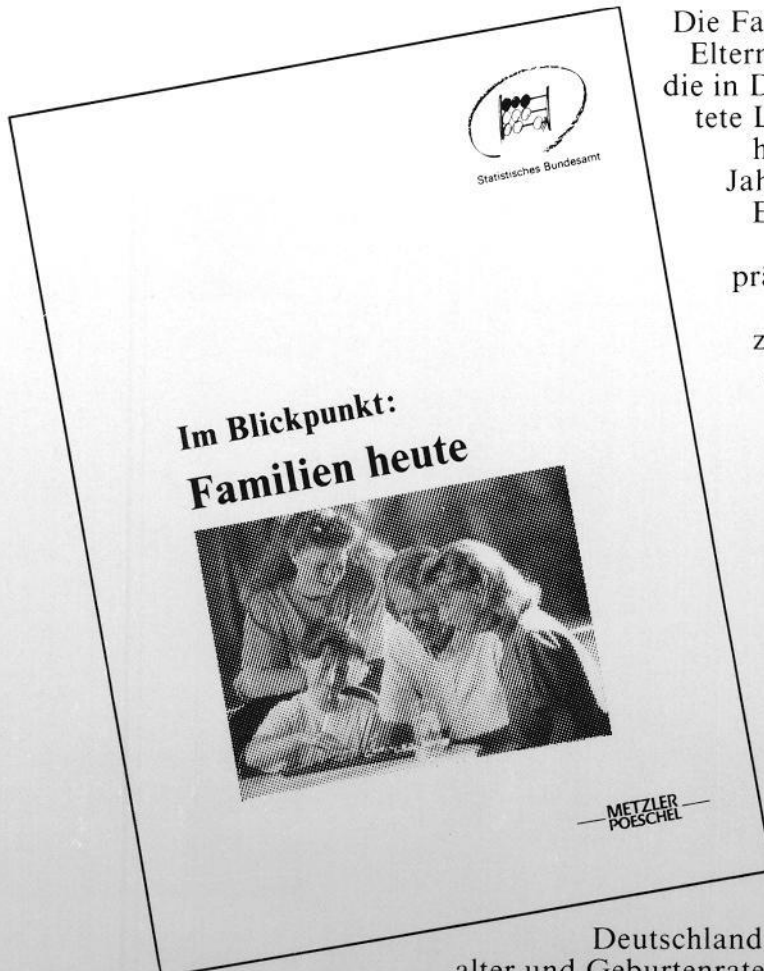 Die Fa
Eltern
die in D
tete L
h
Jah
E
prä
z
Statistisches Bundesamt
Im Blickpunkt:
Familien heute
METZLER
POESCHEL
Deutschland
alter und Geburtenrate